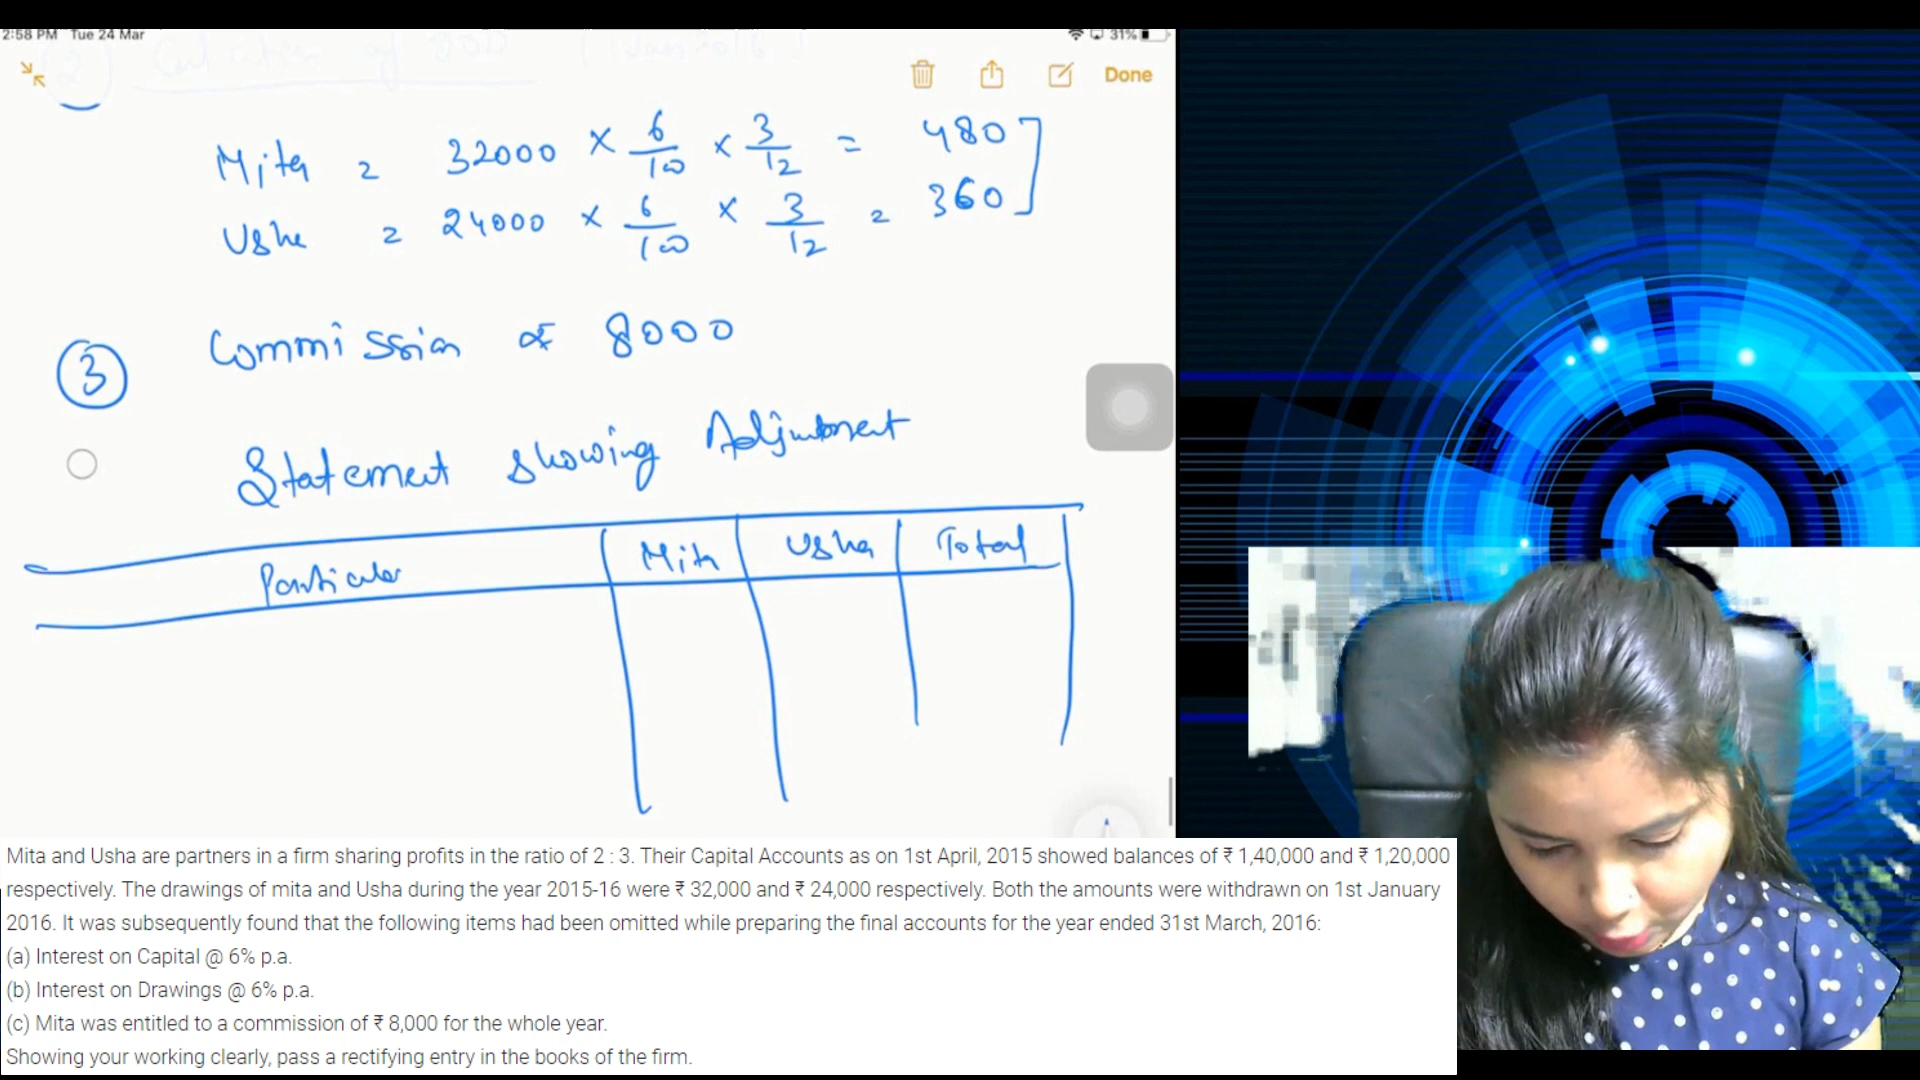 2:58 PM Tue 24 Mar
31%
Done
Mita = 32000 × 6/100 × 3/12 = 480
Usha = 24000 × 6/100 × 3/12 = 360
③ Commission of 8000
Statement showing Adjustment
Particular Mita Usha Total
Mita and Usha are partners in a firm sharing profits in the ratio of 2 : 3. Their Capital Accounts as on 1st April, 2015 showed balances of ₹ 1,40,000 and ₹ 1,20,000
respectively. The drawings of mita and Usha during the year 2015-16 were ₹ 32,000 and ₹ 24,000 respectively. Both the amounts were withdrawn on 1st January
2016. It was subsequently found that the following items had been omitted while preparing the final accounts for the year ended 31st March, 2016:
(a) Interest on Capital @ 6% p.a.
(b) Interest on Drawings @ 6% p.a.
(c) Mita was entitled to a commission of ₹ 8,000 for the whole year.
Showing your working clearly, pass a rectifying entry in the books of the firm.